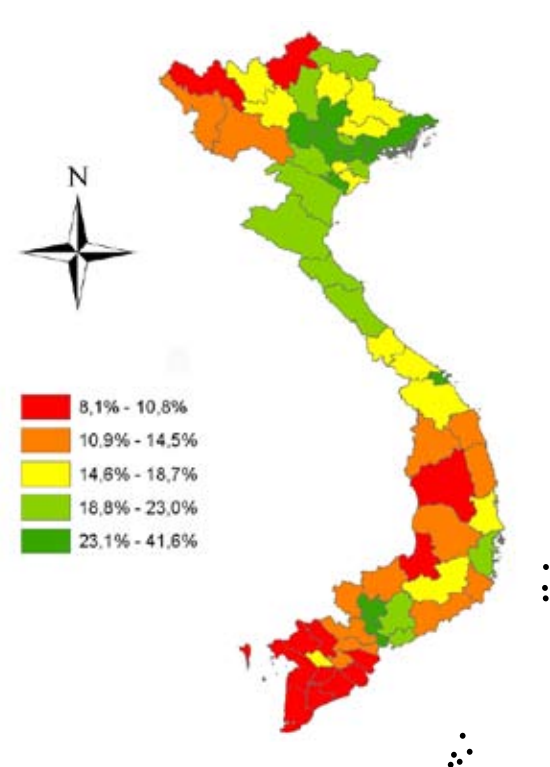 N
8,1% - 10,8%
10,9% - 14,5%
14,6% - 18,7%
18,8% - 23,0%
23,1% - 41,6%